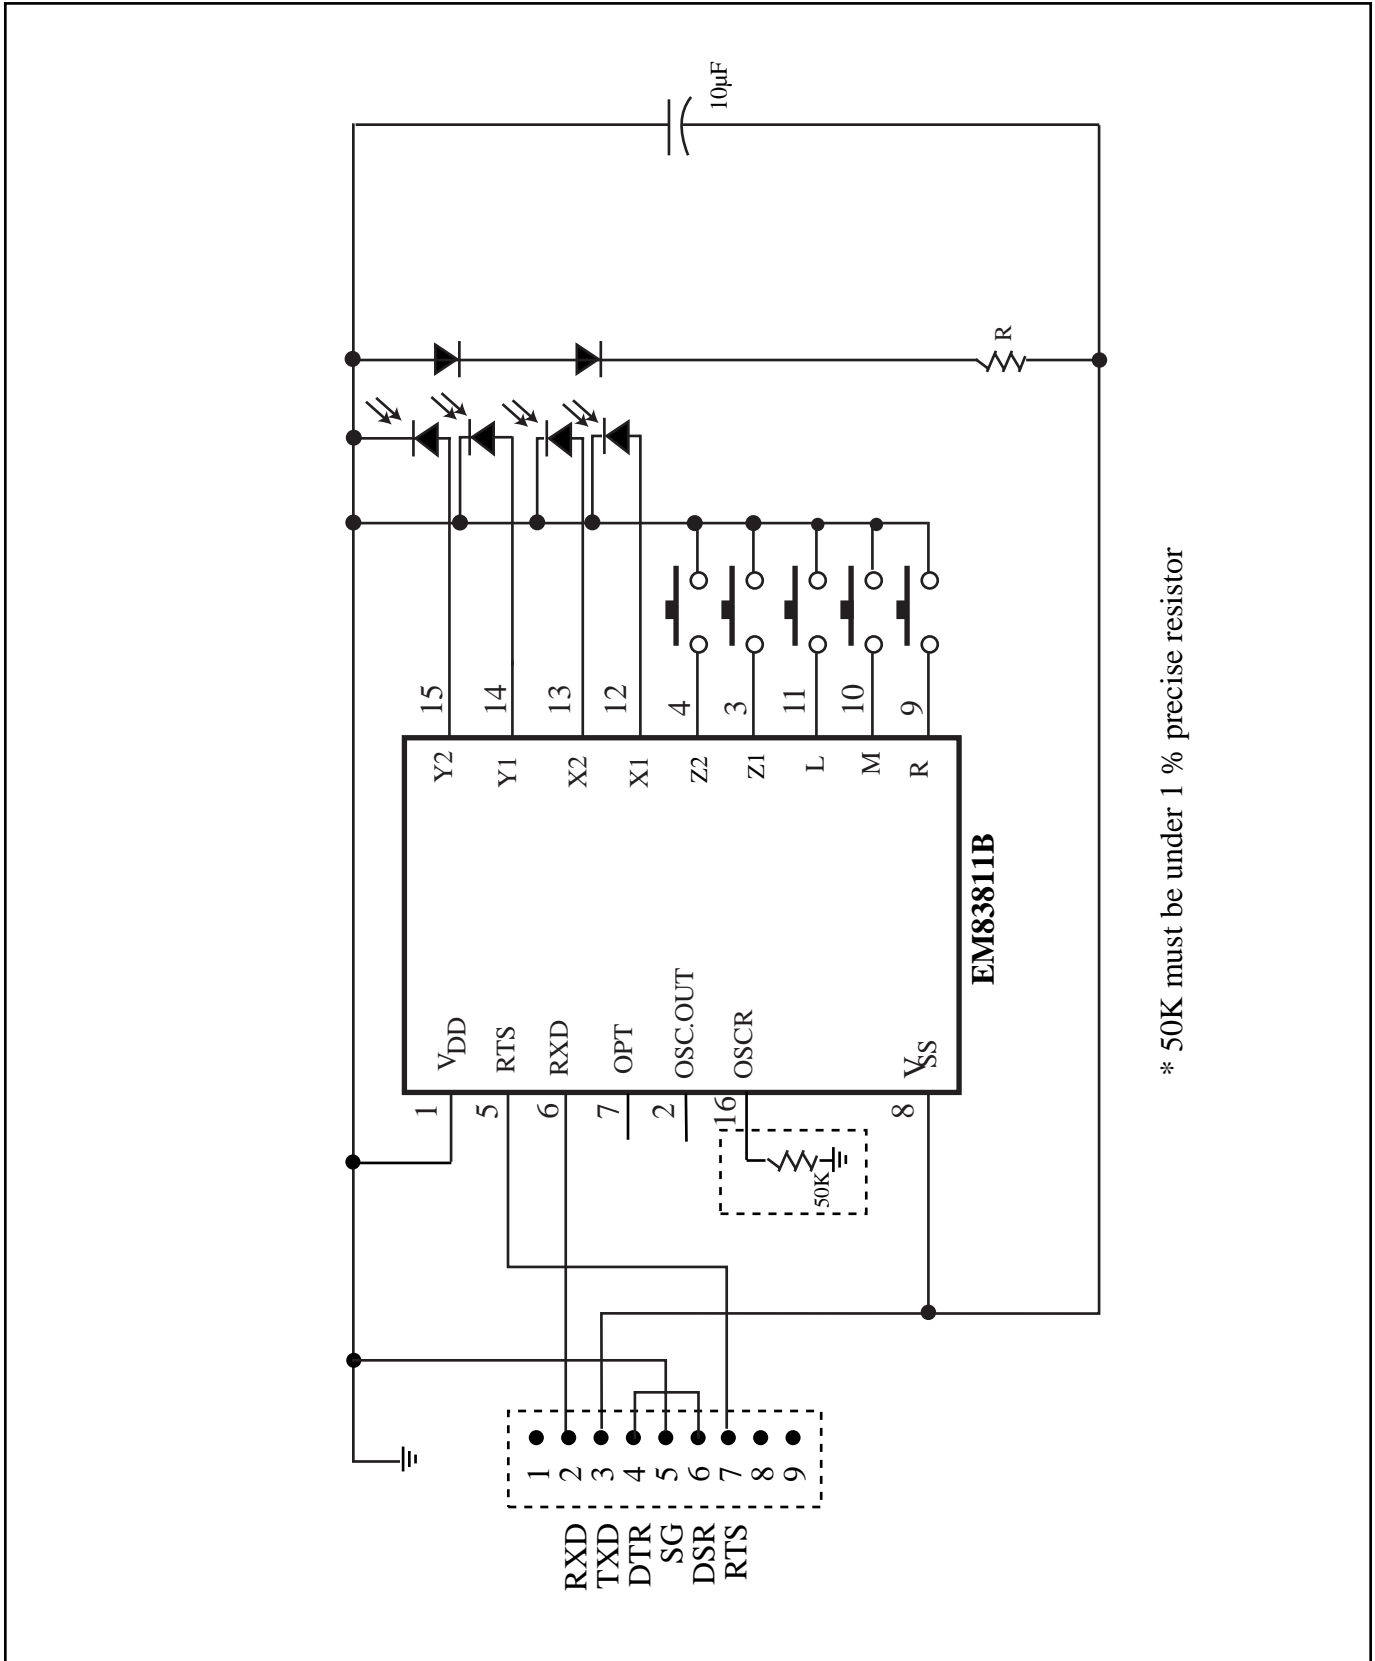 10µF
R
15
14
13
12
4
3
11
10
9
Y2
Y1
X2
X1
Z2
Z1
L
M
R
EM83811B
VDD
RTS
RXD
OPT
OSC.OUT
OSCR
VSS
1
5
6
7
2
16
8
50K
1
2
3
4
5
6
7
8
9
RXD
TXD
DTR
SG
DSR
RTS
* 50K must be under 1 % precise resistor